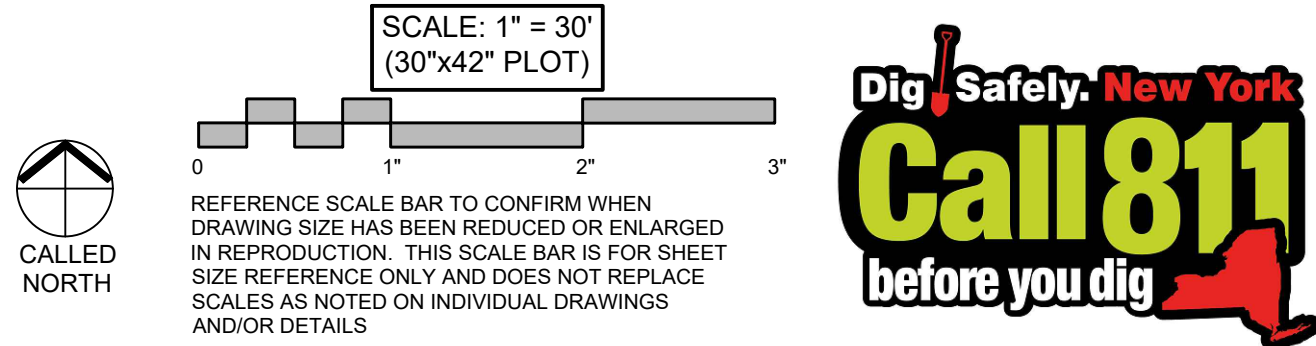 SCALE: 1" = 30'
(30"x42" PLOT)
0 1" 2" 3"
REFERENCE SCALE BAR TO CONFIRM WHEN
DRAWING SIZE HAS BEEN REDUCED OR ENLARGED
IN REPRODUCTION. THIS SCALE BAR IS FOR SHEET
SIZE REFERENCE ONLY AND DOES NOT REPLACE
SCALES AS NOTED ON INDIVIDUAL DRAWINGS
AND/OR DETAILS
CALLED
NORTH
Dig Safely. New York
Call 811
before you dig